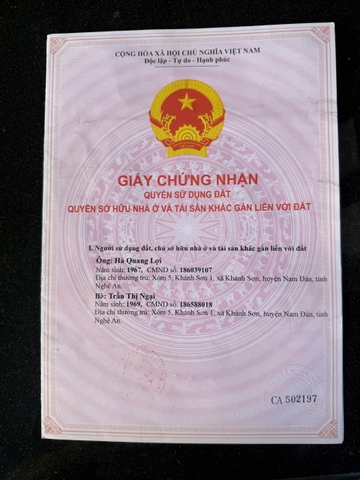 CỘNG HÒA XÃ HỘI CHỦ NGHĨA VIỆT NAM
Độc lập - Tự do - Hạnh phúc
GIẤY CHỨNG NHẬN
QUYỀN SỬ DỤNG ĐẤT
QUYỀN SỞ HỮU NHÀ Ở VÀ TÀI SẢN KHÁC GẮN LIỀN VỚI ĐẤT
I. Người sử dụng đất, chủ sở hữu nhà ở và tài sản khác gắn liền với đất
Ông: Hà Quang Lợi
Năm sinh: 1967, CMND số: 186039107
Địa chỉ thường trú: Xóm 5, Khánh Sơn 1, xã Khánh Sơn, huyện Nam Đàn, tỉnh
Nghệ An.
Bà: Trần Thị Ngại
Năm sinh: 1969, CMND số: 186588018
Địa chỉ thường trú: Xóm 5, Khánh Sơn 1, xã Khánh Sơn, huyện Nam Đàn, tỉnh
Nghệ An.
CA 502197